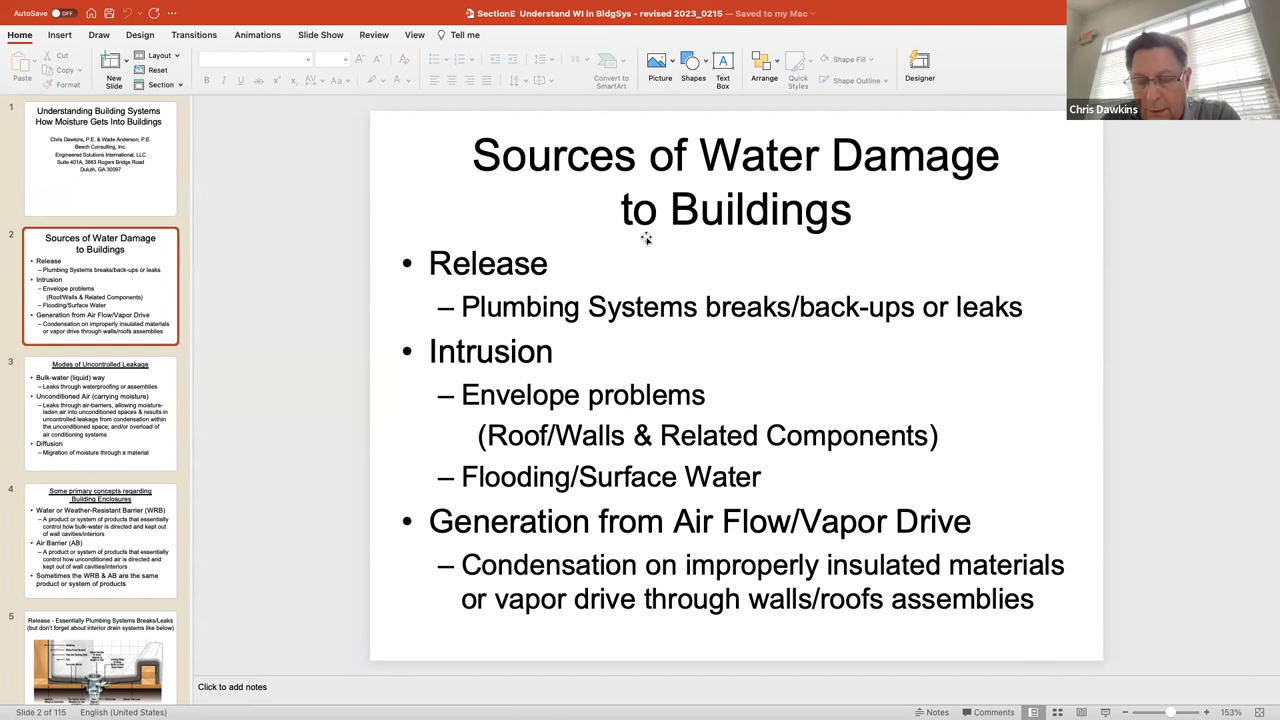 AutoSave OFF
SectionE Understand WI in BldgSys - revised 2023_0215 — Saved to my Mac
Home Insert Draw Design Transitions Animations Slide Show Review View Tell me
Paste
Cut
Copy
Format
New
Slide
Layout
Reset
Section
Convert to
SmartArt
Picture
Shapes
Text
Box
Arrange
Quick
Styles
Shape Fill
Shape Outline
Designer
Chris Dawkins
1
Understanding Building Systems
How Moisture Gets Into Buildings
Chris Dawkins, P.E. & Wade Anderson, P.E.
Beech Consulting, Inc.
Engineered Solutions International, LLC
Suite 401A, 3883 Rogers Bridge Road
Duluth, GA 30097
2
Sources of Water Damage
to Buildings
• Release
– Plumbing Systems breaks/back-ups or leaks
• Intrusion
– Envelope problems
(Roof/Walls & Related Components)
– Flooding/Surface Water
• Generation from Air Flow/Vapor Drive
– Condensation on improperly insulated materials
or vapor drive through walls/roofs assemblies
3
Modes of Uncontrolled Leakage
• Bulk-water (liquid) way
– Leaks through waterproofing or assemblies
• Unconditioned Air (carrying moisture)
– Leaks through air-barriers, allowing moisture-
laden air into unconditioned spaces & results in
uncontrolled leakage from condensation within
the unconditioned space; and/or overload of
air conditioning systems
• Diffusion
– Migration of moisture through a material
4
Some primary concepts regarding
Building Enclosures
• Water or Weather-Resistant Barrier (WRB)
– A product or system of products that essentially
control how bulk-water is directed and kept out
of wall cavities/interiors
• Air Barrier (AB)
– A product or system of products that essentially
control how unconditioned air is directed and
kept out of wall cavities/interiors
• Sometimes the WRB & AB are the same
product or system of products
5
Release - Essentially Plumbing Systems Breaks/Leaks
(but don't forget about interior drain systems like below)
Sources of Water Damage
to Buildings
• Release
– Plumbing Systems breaks/back-ups or leaks
• Intrusion
– Envelope problems
(Roof/Walls & Related Components)
– Flooding/Surface Water
• Generation from Air Flow/Vapor Drive
– Condensation on improperly insulated materials
or vapor drive through walls/roofs assemblies
Click to add notes
Slide 2 of 115 English (United States)
Notes Comments 153%